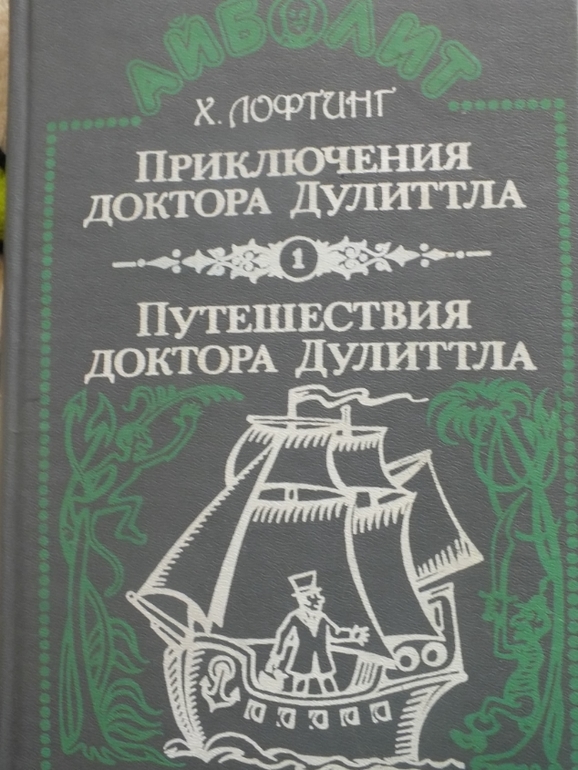 АЙБОЛИТ
Х. ЛОФТИНГ
ПРИКЛЮЧЕНИЯ
ДОКТОРА ДУЛИТТЛА
1
ПУТЕШЕСТВИЯ
ДОКТОРА ДУЛИТТЛА